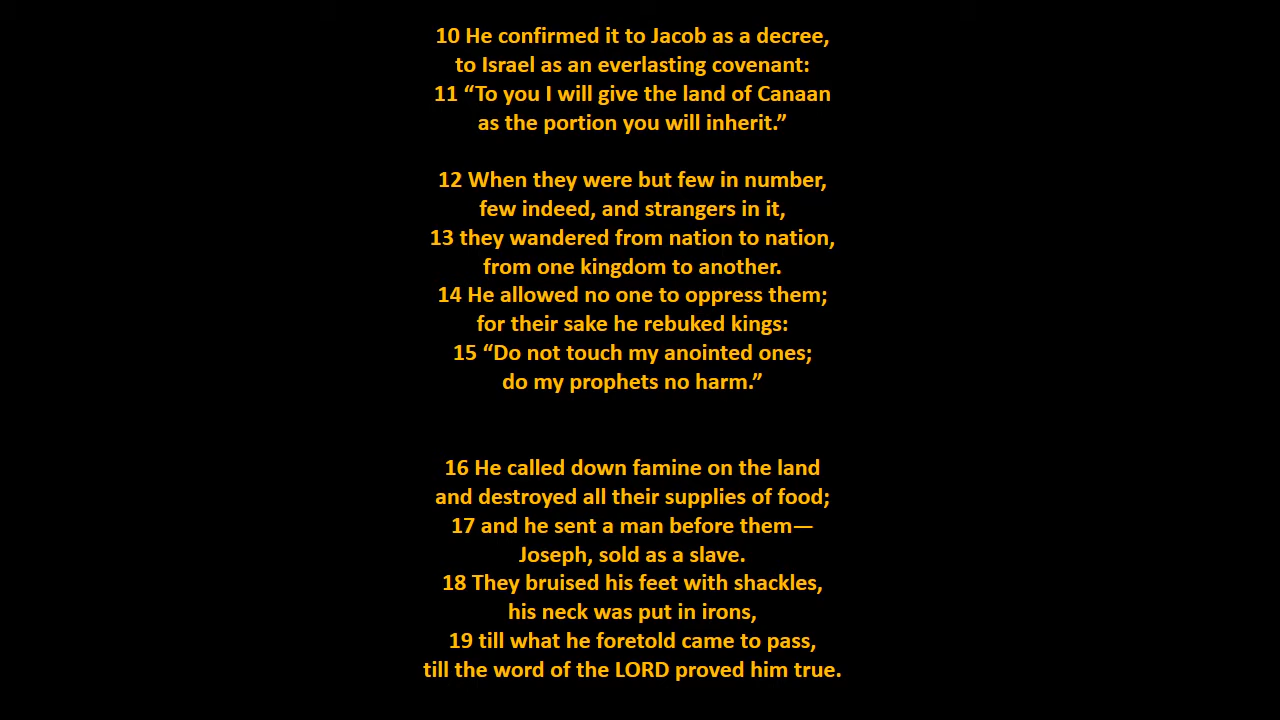 10 He confirmed it to Jacob as a decree,
to Israel as an everlasting covenant:
11 “To you I will give the land of Canaan
as the portion you will inherit.”
12 When they were but few in number,
few indeed, and strangers in it,
13 they wandered from nation to nation,
from one kingdom to another.
14 He allowed no one to oppress them;
for their sake he rebuked kings:
15 “Do not touch my anointed ones;
do my prophets no harm.”
16 He called down famine on the land
and destroyed all their supplies of food;
17 and he sent a man before them—
Joseph, sold as a slave.
18 They bruised his feet with shackles,
his neck was put in irons,
19 till what he foretold came to pass,
till the word of the LORD proved him true.